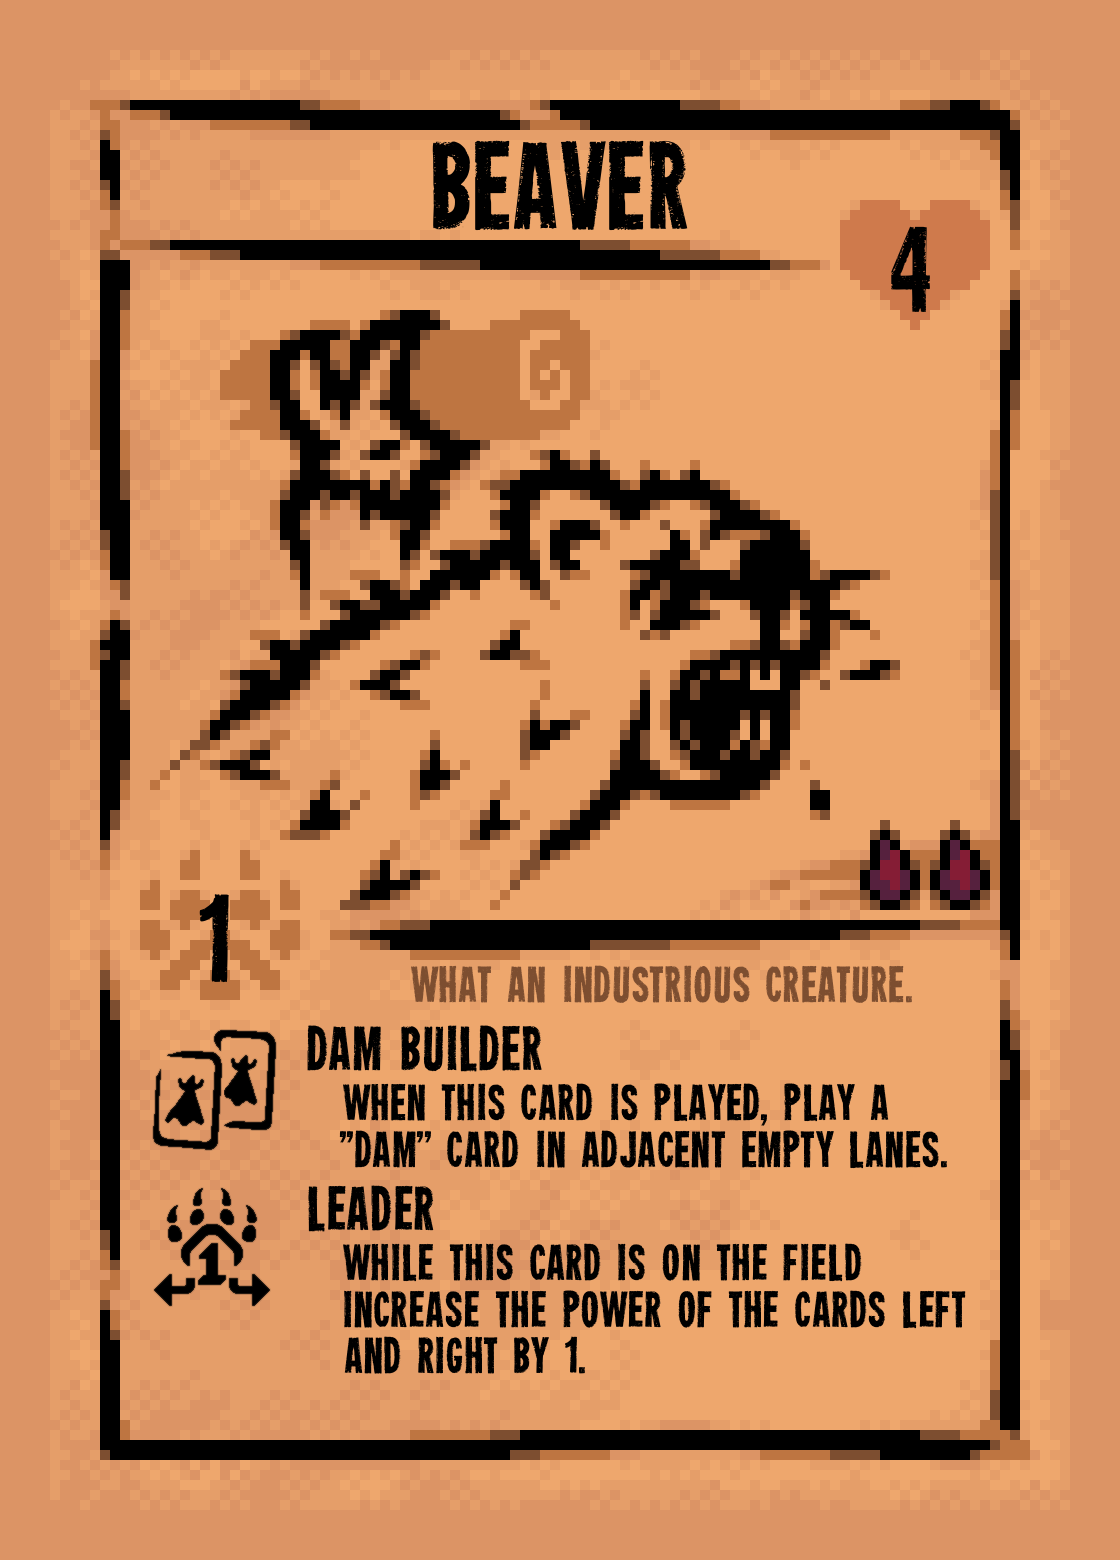 BEAVER
4
1
WHAT AN INDUSTRIOUS CREATURE.
DAM BUILDER
WHEN THIS CARD IS PLAYED, PLAY A
"DAM" CARD IN ADJACENT EMPTY LANES.
LEADER
1
WHILE THIS CARD IS ON THE FIELD
INCREASE THE POWER OF THE CARDS LEFT
AND RIGHT BY 1.